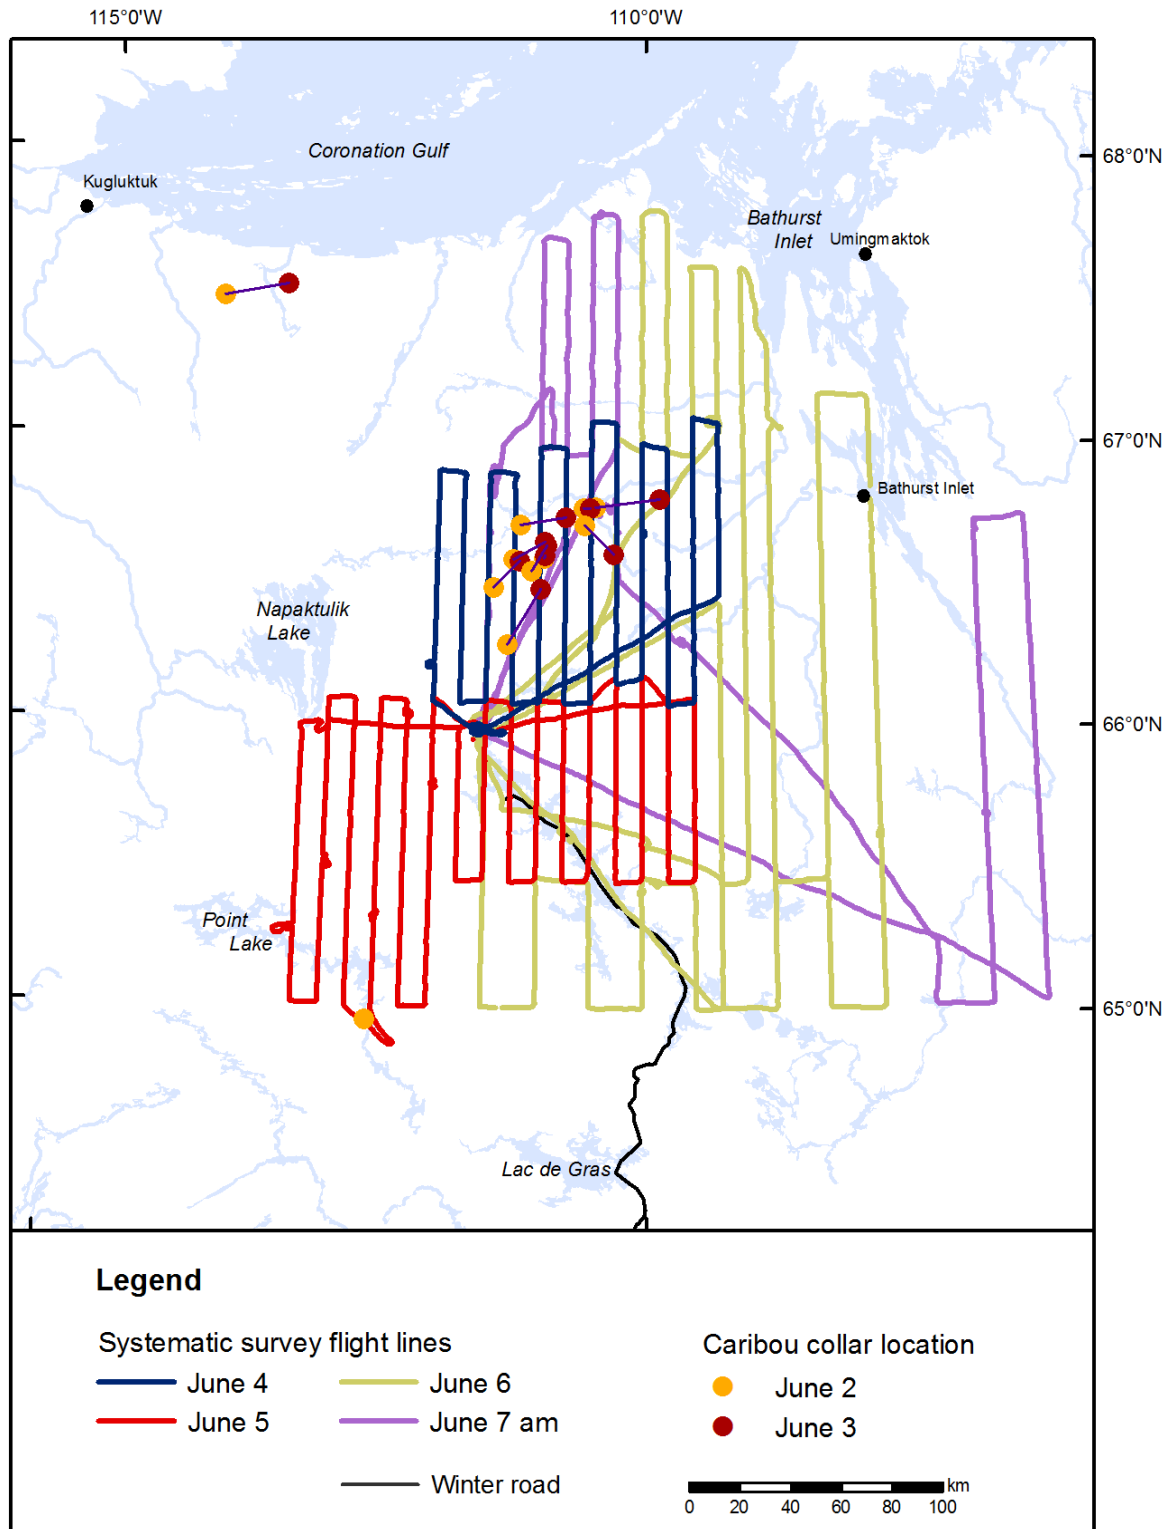 115°0'W 110°0'W
Coronation Gulf
68°0'N
Kugluktuk
Bathurst
Inlet
Umingmaktok
67°0'N
Bathurst Inlet
Napaktulik
Lake
66°0'N
Point
Lake
65°0'N
Lac de Gras
Legend
Systematic survey flight lines
June 4
June 6
June 5
June 7 am
Winter road
Caribou collar location
June 2
June 3
km
0 20 40 60 80 100